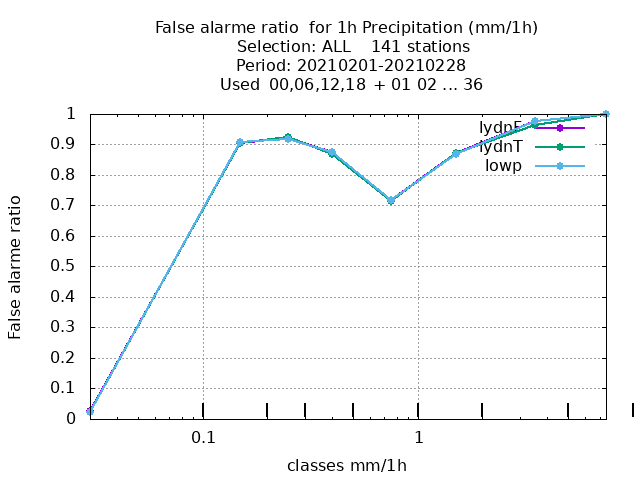 False alarme ratio  for 1h Precipitation (mm/1h)
Selection: ALL    141 stations
Period: 20210201-20210228
Used  00,06,12,18  + 01 02 ... 36
1
0.9
0.8
0.7
0.6
0.5
0.4
0.3
0.2
0.1
0
False alarme ratio
lydnF
lydnT
lowp
0.1
1
classes mm/1h